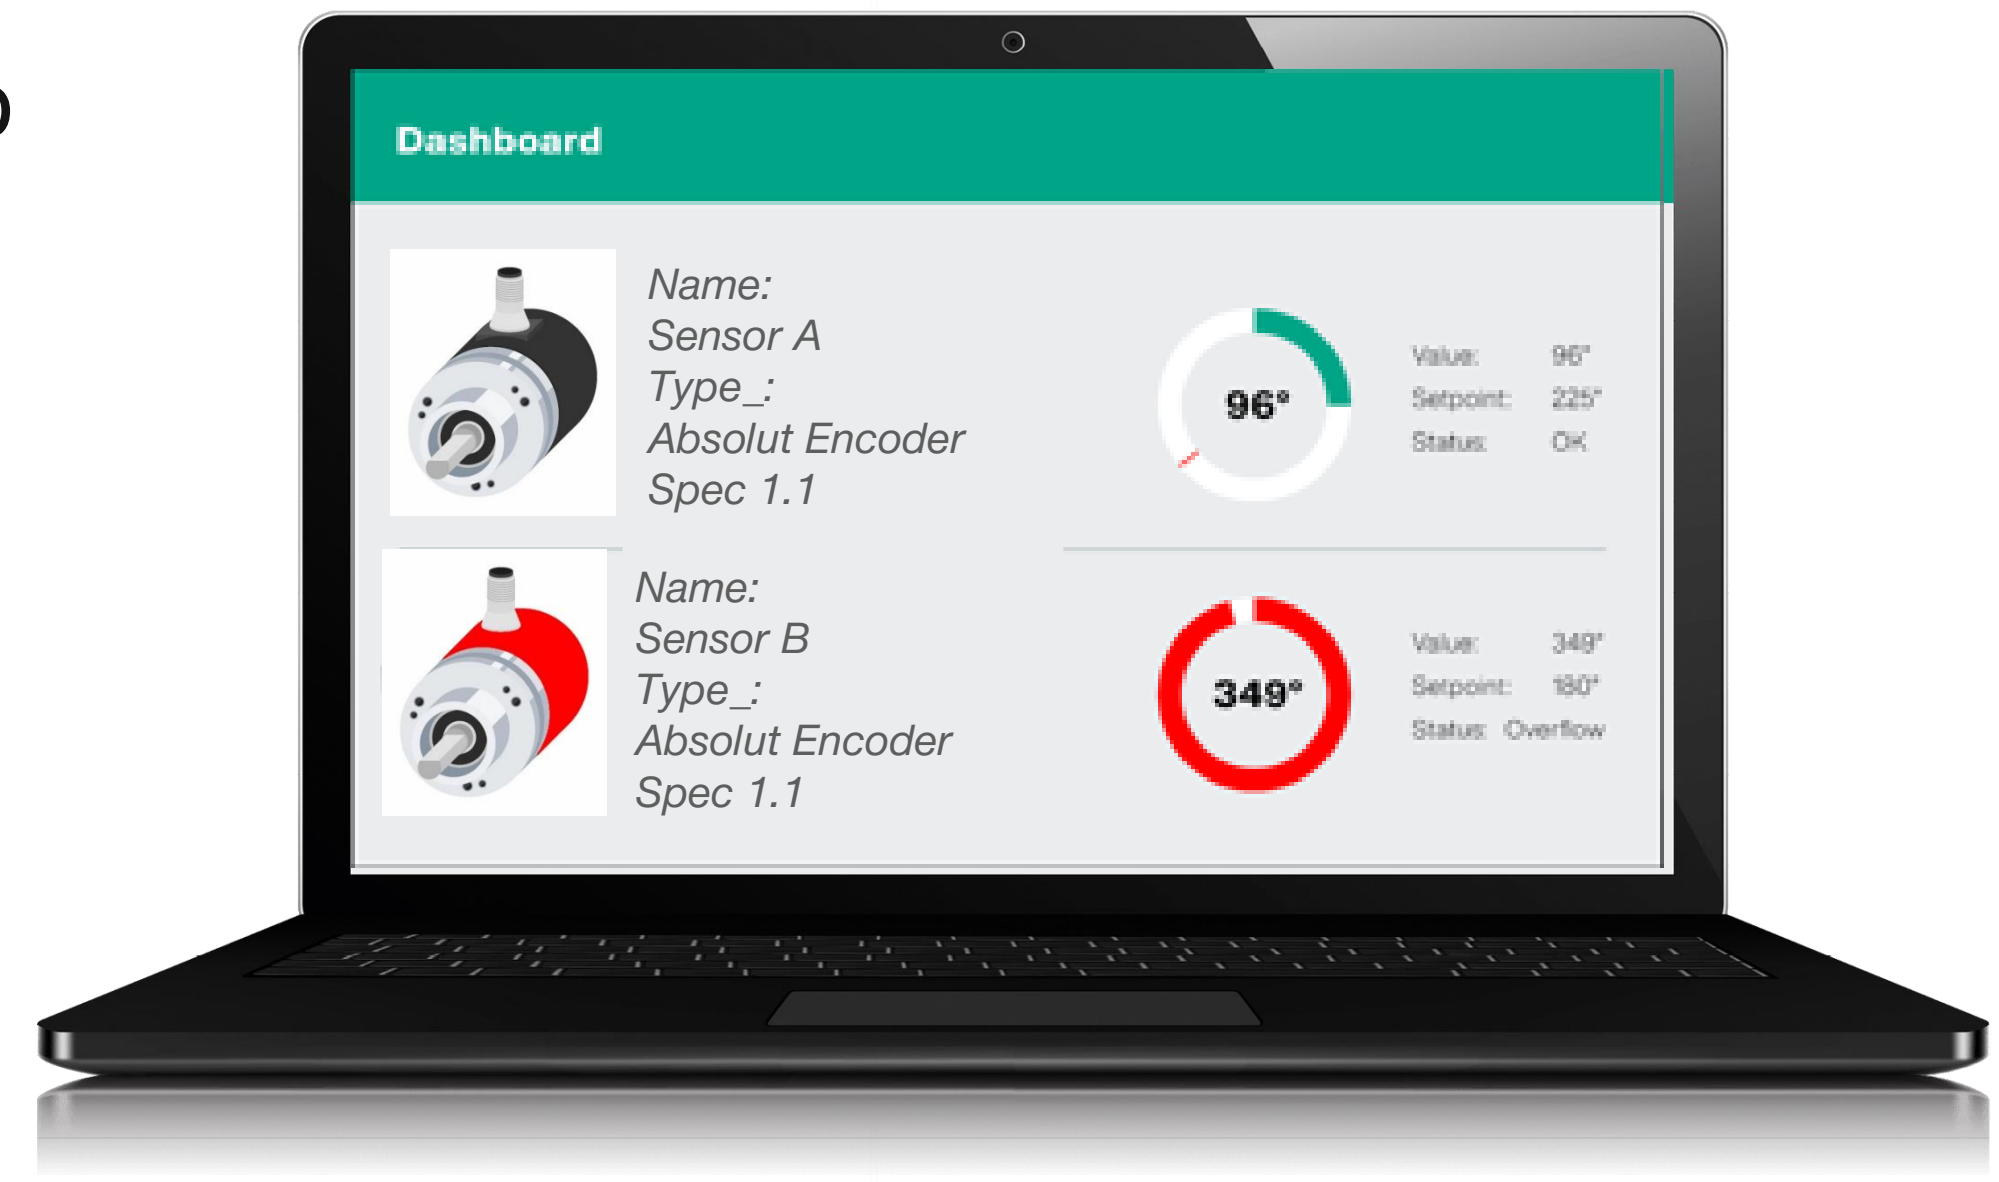 Dashboard
Name:
Sensor A
Type_:
Absolut Encoder
Spec 1.1
96°
Value: 96°
Setpoint: 225°
Status: OK
Name:
Sensor B
Type_:
Absolut Encoder
Spec 1.1
349°
Value: 349°
Setpoint: 180°
Status: Overflow